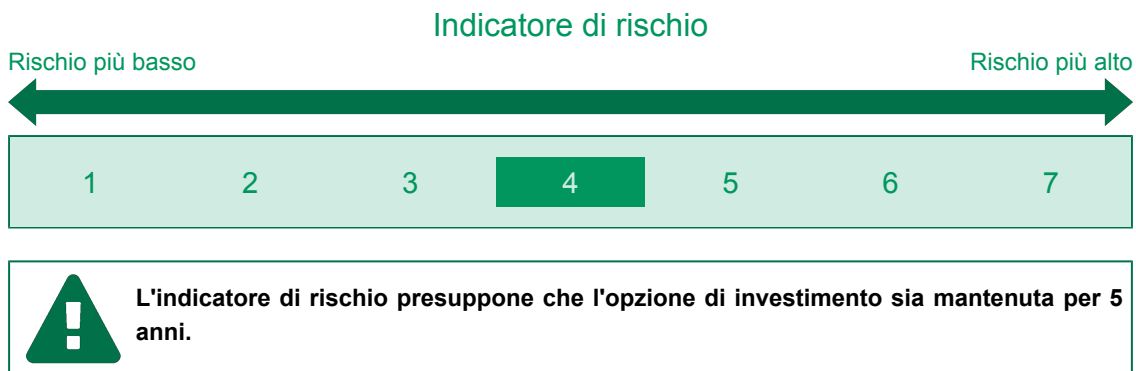 Indicatore di rischio
Rischio più basso Rischio più alto
1 2 3 4 5 6 7
L'indicatore di rischio presuppone che l'opzione di investimento sia mantenuta per 5
anni.